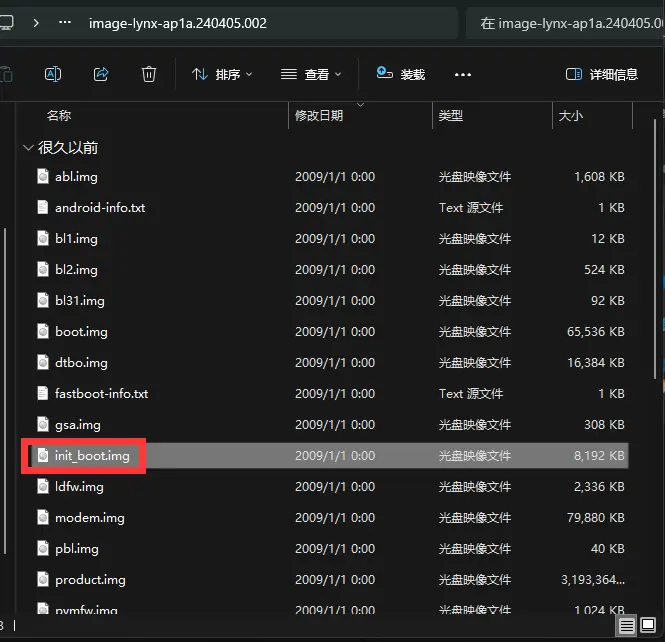 image-lynx-ap1a.240405.002 在 image-lynx-ap1a.240405.0
排序 查看 装载 ... 详细信息
名称 修改日期 类型 大小
很久以前
abl.img 2009/1/1 0:00 光盘映像文件 1,608 KB
android-info.txt 2009/1/1 0:00 Text 源文件 1 KB
bl1.img 2009/1/1 0:00 光盘映像文件 12 KB
bl2.img 2009/1/1 0:00 光盘映像文件 524 KB
bl31.img 2009/1/1 0:00 光盘映像文件 92 KB
boot.img 2009/1/1 0:00 光盘映像文件 65,536 KB
dtbo.img 2009/1/1 0:00 光盘映像文件 16,384 KB
fastboot-info.txt 2009/1/1 0:00 Text 源文件 1 KB
gsa.img 2009/1/1 0:00 光盘映像文件 308 KB
init_boot.img 2009/1/1 0:00 光盘映像文件 8,192 KB
ldfw.img 2009/1/1 0:00 光盘映像文件 2,336 KB
modem.img 2009/1/1 0:00 光盘映像文件 79,880 KB
pbl.img 2009/1/1 0:00 光盘映像文件 40 KB
product.img 2009/1/1 0:00 光盘映像文件 3,193,364...
pvmfw.img 2009/1/1 0:00 光盘映像文件 1,024 KB